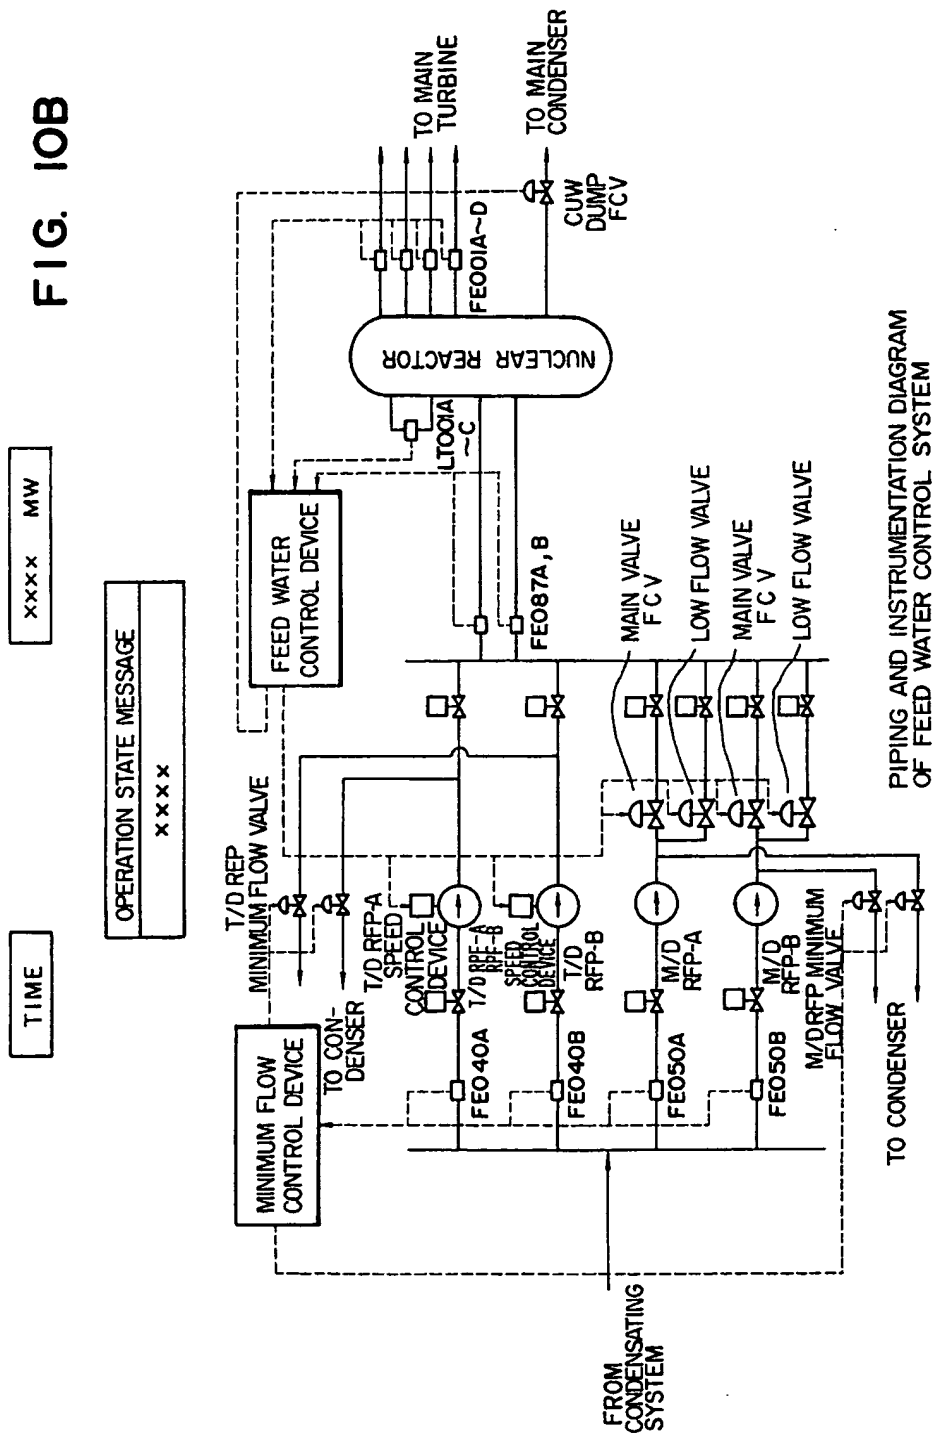 FIG. 10B
TIME
xxxx MW
OPERATION STATE MESSAGE
xxxx
MINIMUM FLOW
CONTROL DEVICE
T/D REP
MINIMUM FLOW VALVE
FEED WATER
CONTROL DEVICE
TO CON-
DENSER
T/D RFP-A
SPEED
CONTROL
DEVICE
T/D RPF-A
RPF-B
SPEED
CONTROL
DEVICE
T/D
RFP-B
M/D
RFP-A
M/D
RFP-B
M/D RFP MINIMUM
FLOW VALVE
FE040A
FE040B
FE050A
FE050B
FROM
CONDENSATING
SYSTEM
TO CONDENSER
LT001A
~C
FE087A, B
NUCLEAR REACTOR
FE001A~D
TO MAIN
TURBINE
CUW
DUMP
FCV
TO MAIN
CONDENSER
MAIN VALVE
FCV
LOW FLOW VALVE
MAIN VALVE
FCV
LOW FLOW VALVE
PIPING AND INSTRUMENTATION DIAGRAM
OF FEED WATER CONTROL SYSTEM